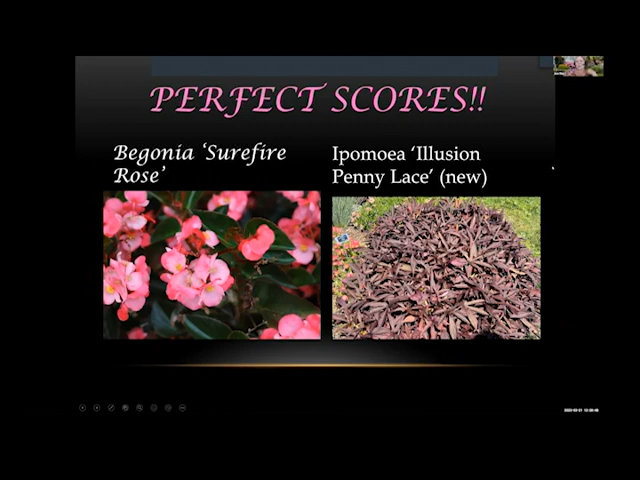 PERFECT SCORES!!
Begonia ‘Surefire
Rose’
Ipomoea ‘Illusion
Penny Lace’ (new)